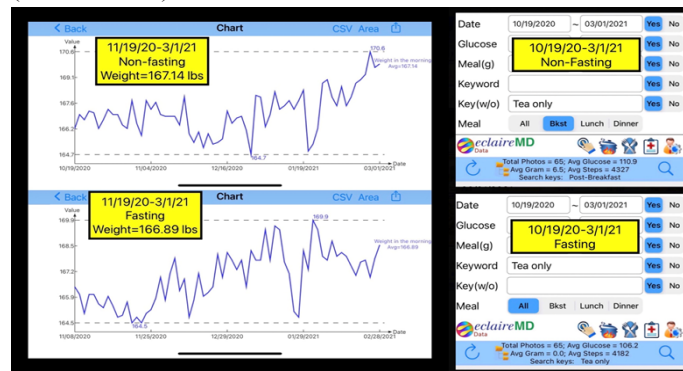 < Back Chart CSV Area
Value
170.6
11/19/20-3/1/21
Non-fasting
Weight=167.14 lbs
170.6
Weight in the morning
Avg=167.14
169.1
167.6
166.2
164.7
164.7
Date
10/19/2020 11/04/2020 12/16/2020 01/19/2021 03/01/2021
< Back Chart CSV Area
Value
169.9
11/19/20-3/1/21
Fasting
Weight=166.89 lbs
169.9
Weight in the morning
Avg=166.89
168.5
167.2
165.9
164.5
164.5
Date
11/08/2020 11/25/2020 12/29/2020 01/29/2021 02/28/2021
Date 10/19/2020 ~ 03/01/2021 Yes No
Glucose Yes No
10/19/20-3/1/21
Non-Fasting
Meal(g) Yes No
Keyword Yes No
Key(w/o) Tea only Yes No
Meal All Bkst Lunch Dinner
eclaireMD
Data
Total Photos = 65; Avg Glucose = 110.9
Avg Gram = 6.5; Avg Steps = 4327
Search keys: Post-Breakfast
Date 10/19/2020 ~ 03/01/2021 Yes No
Glucose Yes No
10/19/20-3/1/21
Fasting
Meal(g) Yes No
Keyword Tea only Yes No
Key(w/o) Yes No
Meal All Bkst Lunch Dinner
eclaireMD
Data
Total Photos = 65; Avg Glucose = 106.2
Avg Gram = 0.0; Avg Steps = 4182
Search keys: Tea only